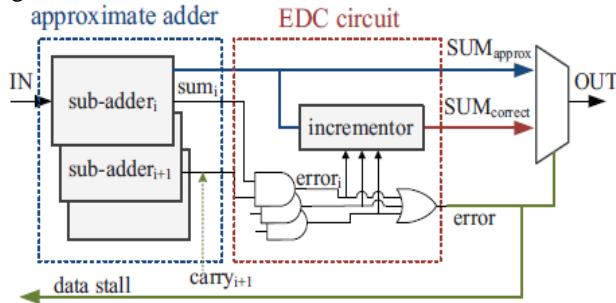 approximate adder
EDC circuit
IN
sub-adderᵢ
sumᵢ
SUMapprox
OUT
incrementor
SUMcorrect
sub-adderᵢ₊₁
errorᵢ
error
data stall
carryᵢ₊₁